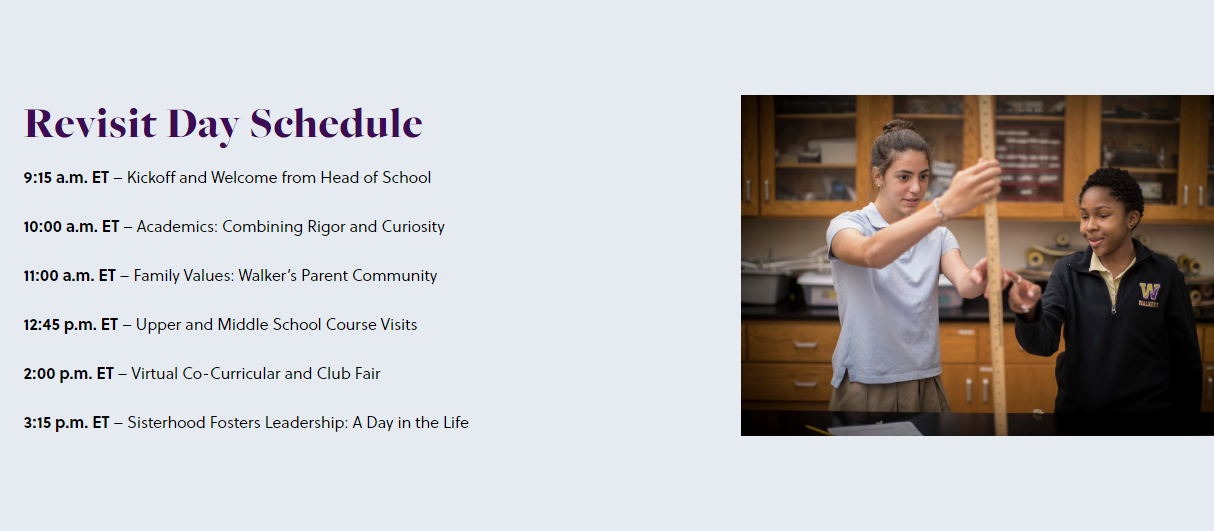 Revisit Day Schedule
9:15 a.m. ET – Kickoff and Welcome from Head of School
10:00 a.m. ET – Academics: Combining Rigor and Curiosity
11:00 a.m. ET – Family Values: Walker’s Parent Community
12:45 p.m. ET – Upper and Middle School Course Visits
2:00 p.m. ET – Virtual Co-Curricular and Club Fair
3:15 p.m. ET – Sisterhood Fosters Leadership: A Day in the Life
W
WALKER'S